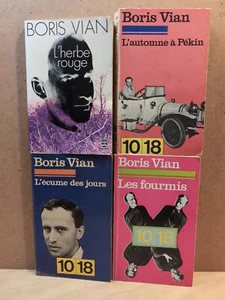 BORIS VIAN
L'herbe
rouge
Boris Vian
L'automne à Pékin
10 18
Boris Vian
L'écume des jours
10 18
Boris Vian
Les fourmis
10 18